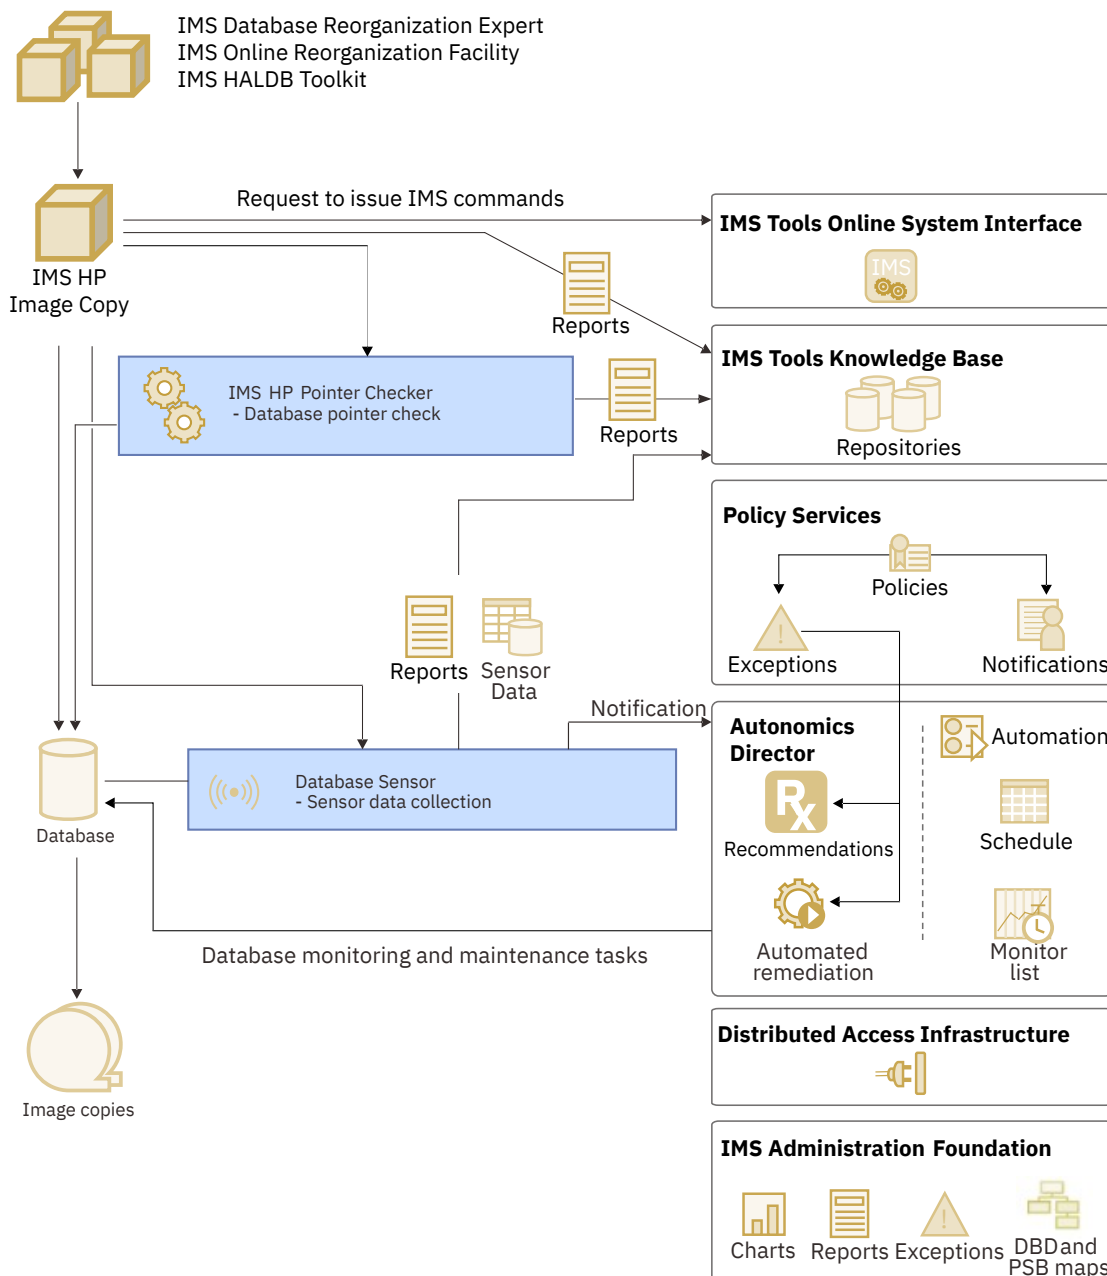 IMS Database Reorganization Expert
IMS Online Reorganization Facility
IMS HALDB Toolkit
Request to issue IMS commands
IMS HP
Image Copy
IMS Tools Online System Interface
IMS
Reports
IMS Tools Knowledge Base
Repositories
IMS HP Pointer Checker
- Database pointer check
Reports
Policy Services
Policies
Exceptions
Notifications
Reports
Sensor
Data
Notification
Autonomics
Director
Automation
Rx
Recommendations
Schedule
Automated
remediation
Monitor
list
Database Sensor
- Sensor data collection
Database
Database monitoring and maintenance tasks
Image copies
Distributed Access Infrastructure
IMS Administration Foundation
Charts
Reports
Exceptions
DBD and
PSB maps